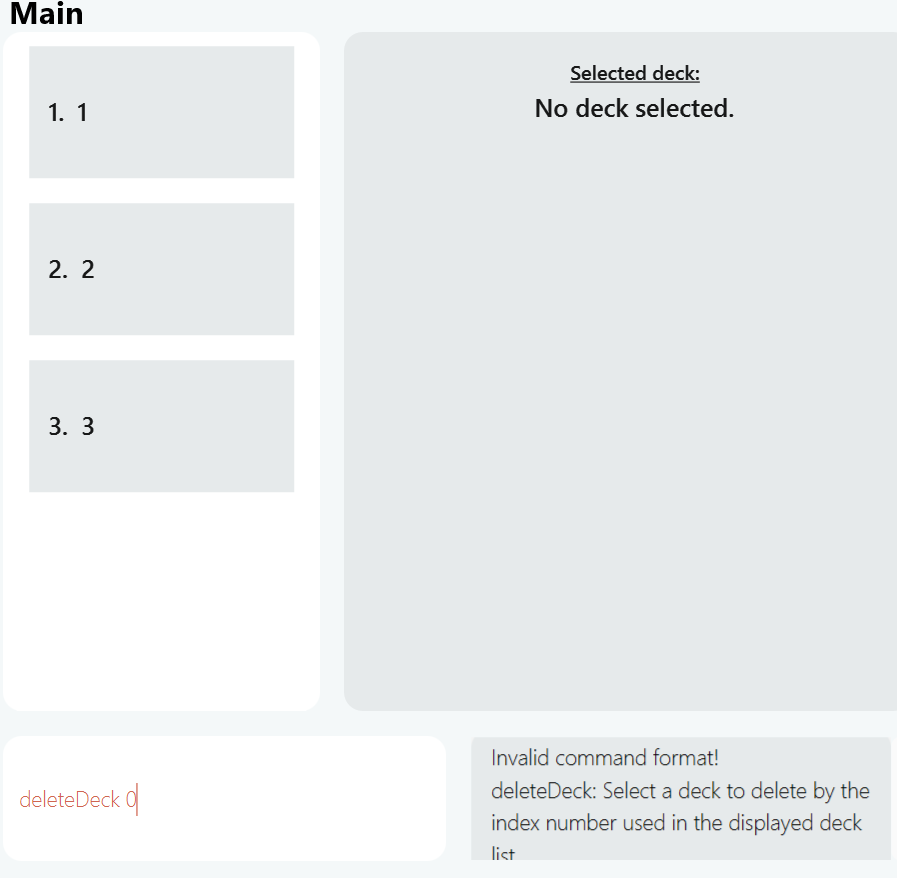 Main
1. 1
2. 2
3. 3
Selected deck:
No deck selected.
deleteDeck 0
Invalid command format!
deleteDeck: Select a deck to delete by the
index number used in the displayed deck
list